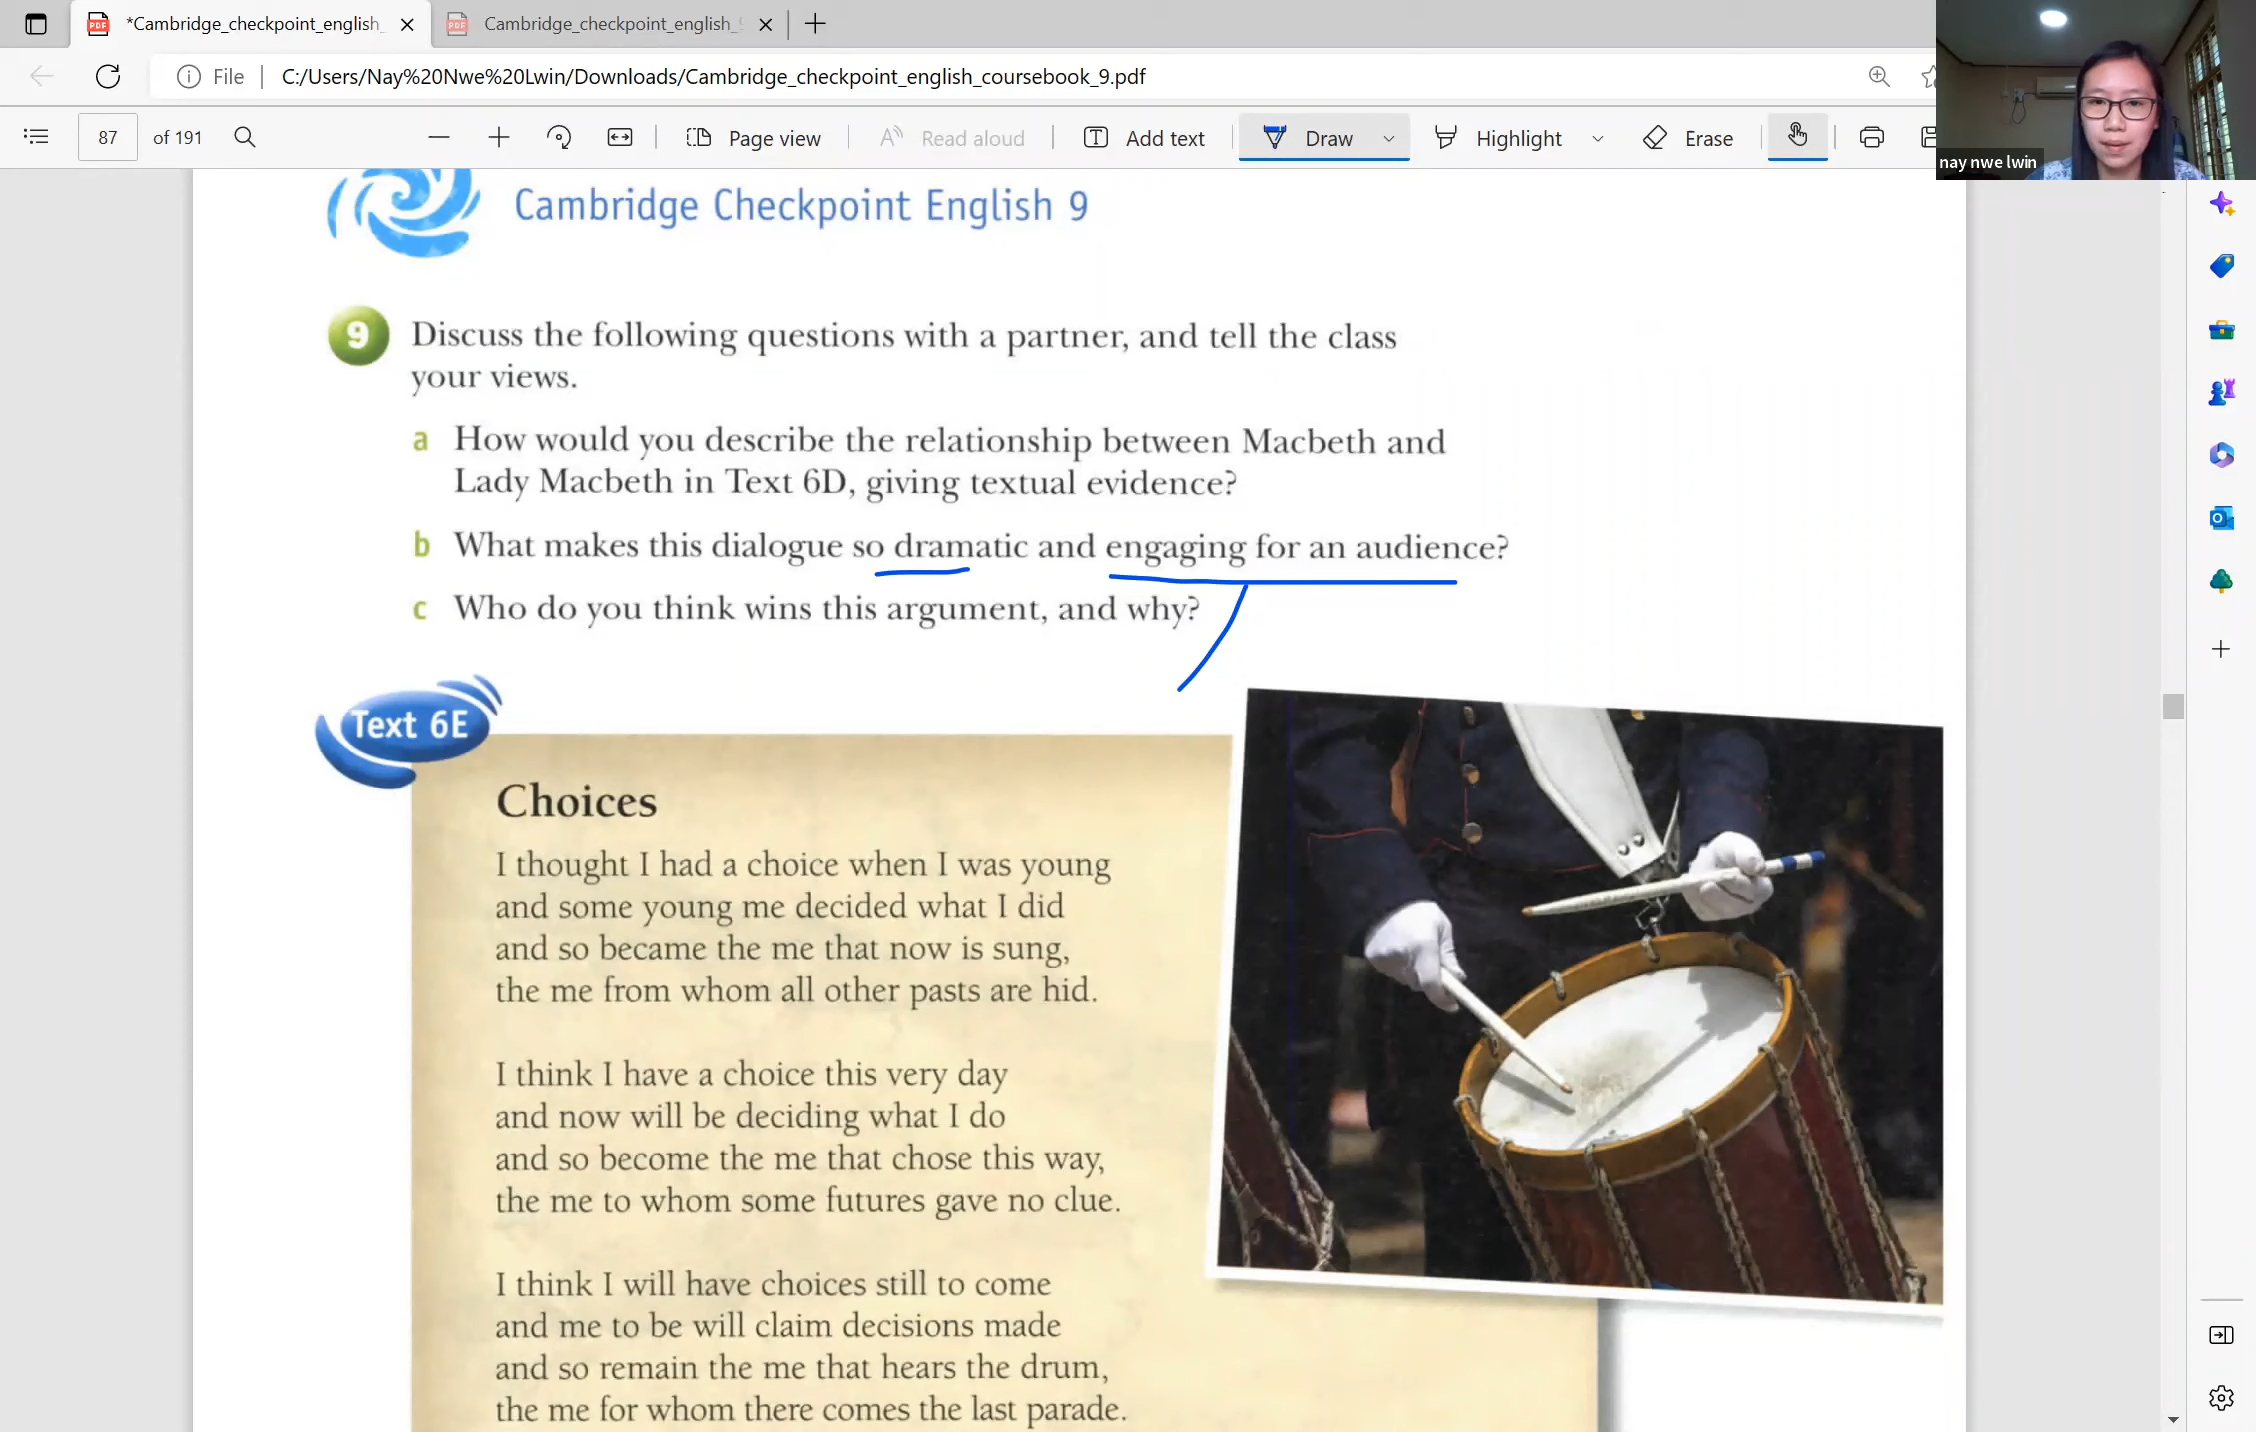 *Cambridge_checkpoint_english_
Cambridge_checkpoint_english_9
File
C:/Users/Nay%20Nwe%20Lwin/Downloads/Cambridge_checkpoint_english_coursebook_9.pdf
87 of 191
Page view
Read aloud
Add text
Draw
Highlight
Erase
nay nwe lwin
Cambridge Checkpoint English 9
9 Discuss the following questions with a partner, and tell the class
your views.
a How would you describe the relationship between Macbeth and
Lady Macbeth in Text 6D, giving textual evidence?
b What makes this dialogue so dramatic and engaging for an audience?
c Who do you think wins this argument, and why?
Text 6E
Choices
I thought I had a choice when I was young
and some young me decided what I did
and so became the me that now is sung,
the me from whom all other pasts are hid.
I think I have a choice this very day
and now will be deciding what I do
and so become the me that chose this way,
the me to whom some futures gave no clue.
I think I will have choices still to come
and me to be will claim decisions made
and so remain the me that hears the drum,
the me for whom there comes the last parade.